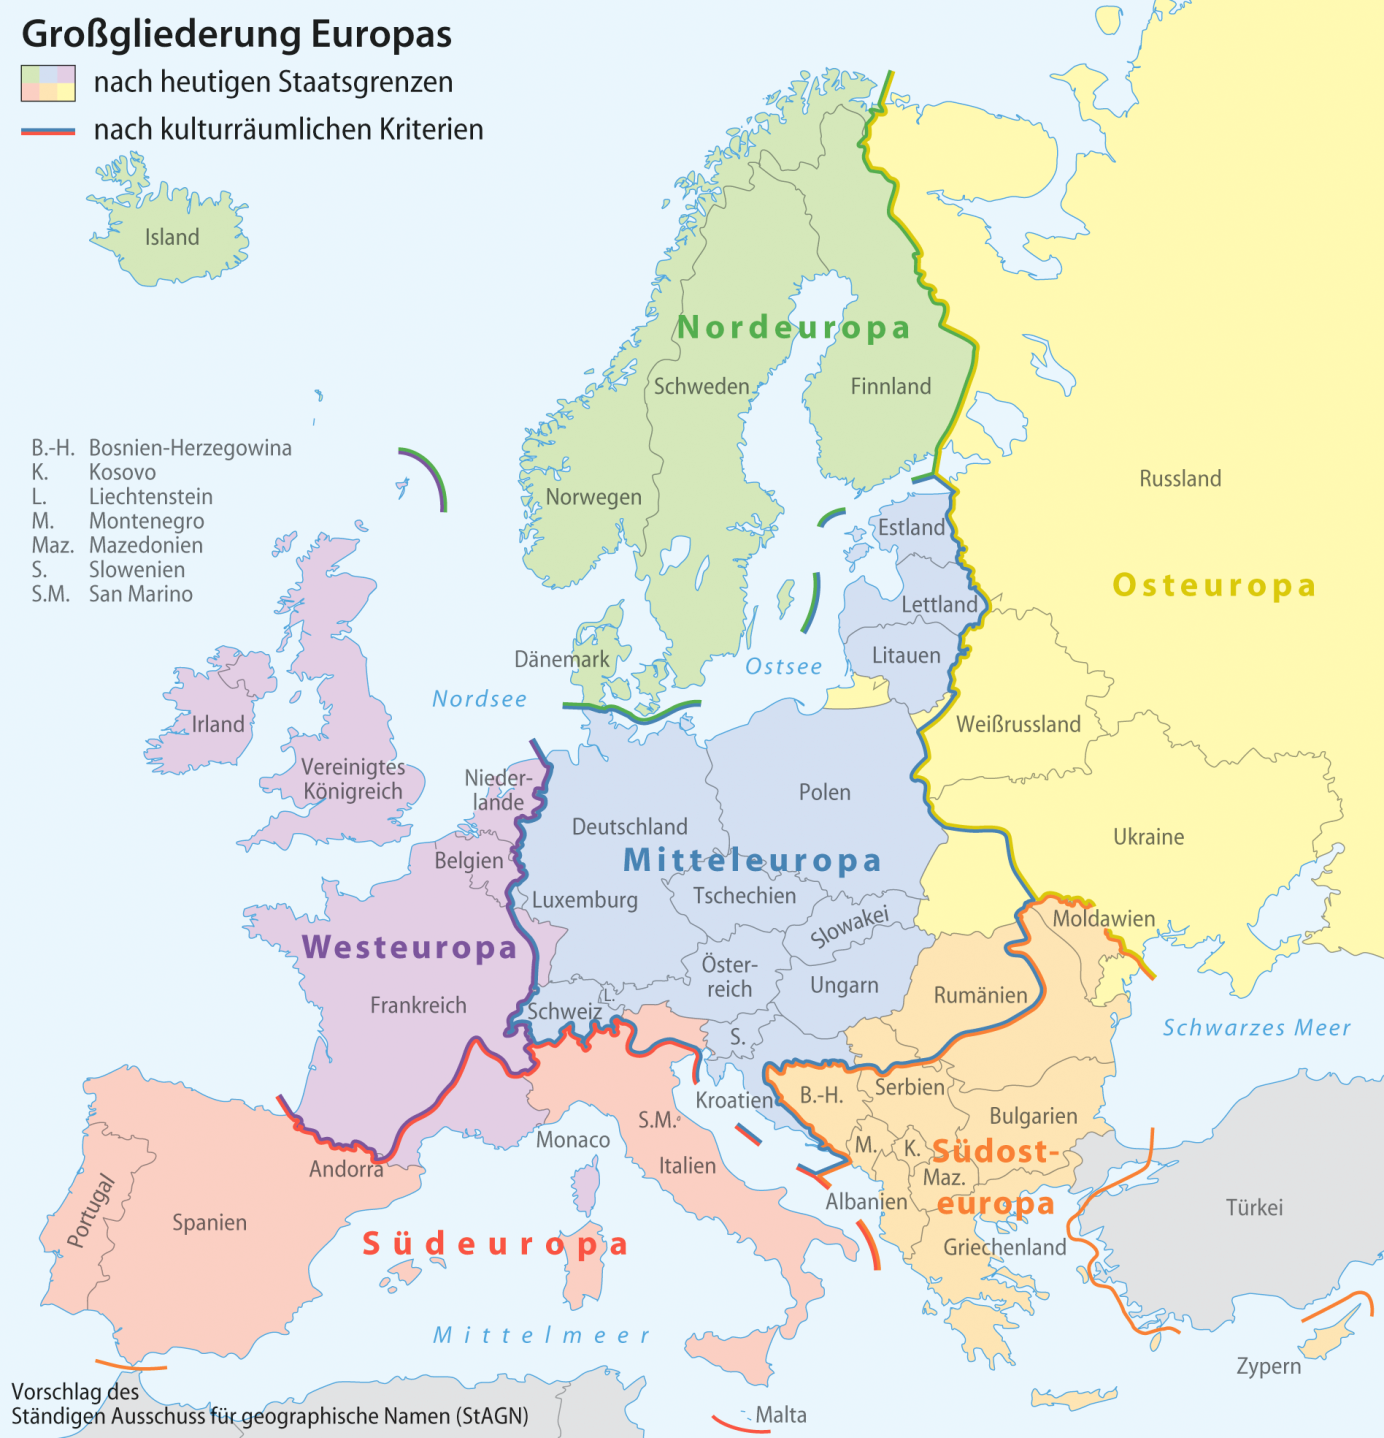 Großgliederung Europas
nach heutigen Staatsgrenzen
nach kulturräumlichen Kriterien
Island
Nordeuropa
Schweden
Finnland
B.-H. Bosnien-Herzegowina
K. Kosovo
L. Liechtenstein
M. Montenegro
Maz. Mazedonien
S. Slowenien
S.M. San Marino
Norwegen
Russland
Estland
Osteuropa
Lettland
Litauen
Dänemark
Ostsee
Nordsee
Irland
Weißrussland
Vereinigtes
Königreich
Nieder-
lande
Polen
Deutschland
Ukraine
Belgien
Mitteleuropa
Luxemburg
Tschechien
Slowakei
Moldawien
Westeuropa
Öster-
reich
Ungarn
Frankreich
Schweiz
L.
Rumänien
S.
Schwarzes Meer
Kroatien
B.-H.
Serbien
S.M.
Bulgarien
Monaco
Italien
M.
K.
Südost-
europa
Andorra
Maz.
Albanien
Portugal
Spanien
Türkei
Südeuropa
Griechenland
Mittelmeer
Zypern
Malta
Vorschlag des
Ständigen Ausschuss für geographische Namen (StAGN)